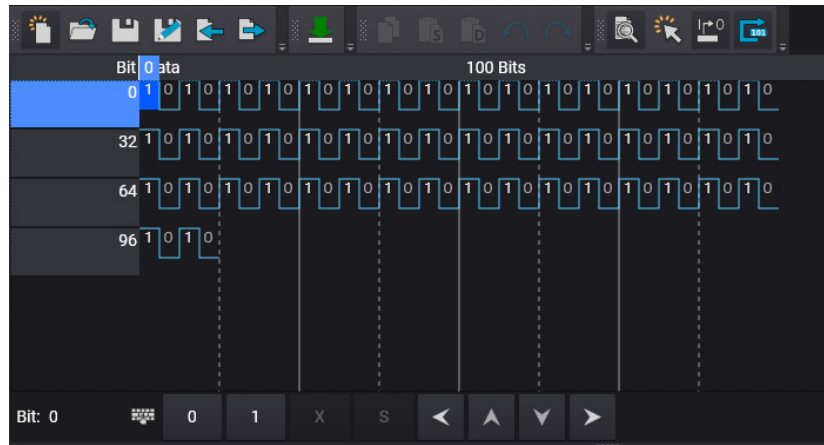 S D Ir→0 101
Bit 0 ata 100 Bits
0 1 0 1 0 1 0 1 0 1 0 1 0 1 0 1 0 1 0 1 0 1 0 1 0 1 0 1 0 1 0 1 0
32 1 0 1 0 1 0 1 0 1 0 1 0 1 0 1 0 1 0 1 0 1 0 1 0 1 0 1 0 1 0 1 0
64 1 0 1 0 1 0 1 0 1 0 1 0 1 0 1 0 1 0 1 0 1 0 1 0 1 0 1 0 1 0 1 0
96 1 0 1 0
Bit: 0 0 1 X S